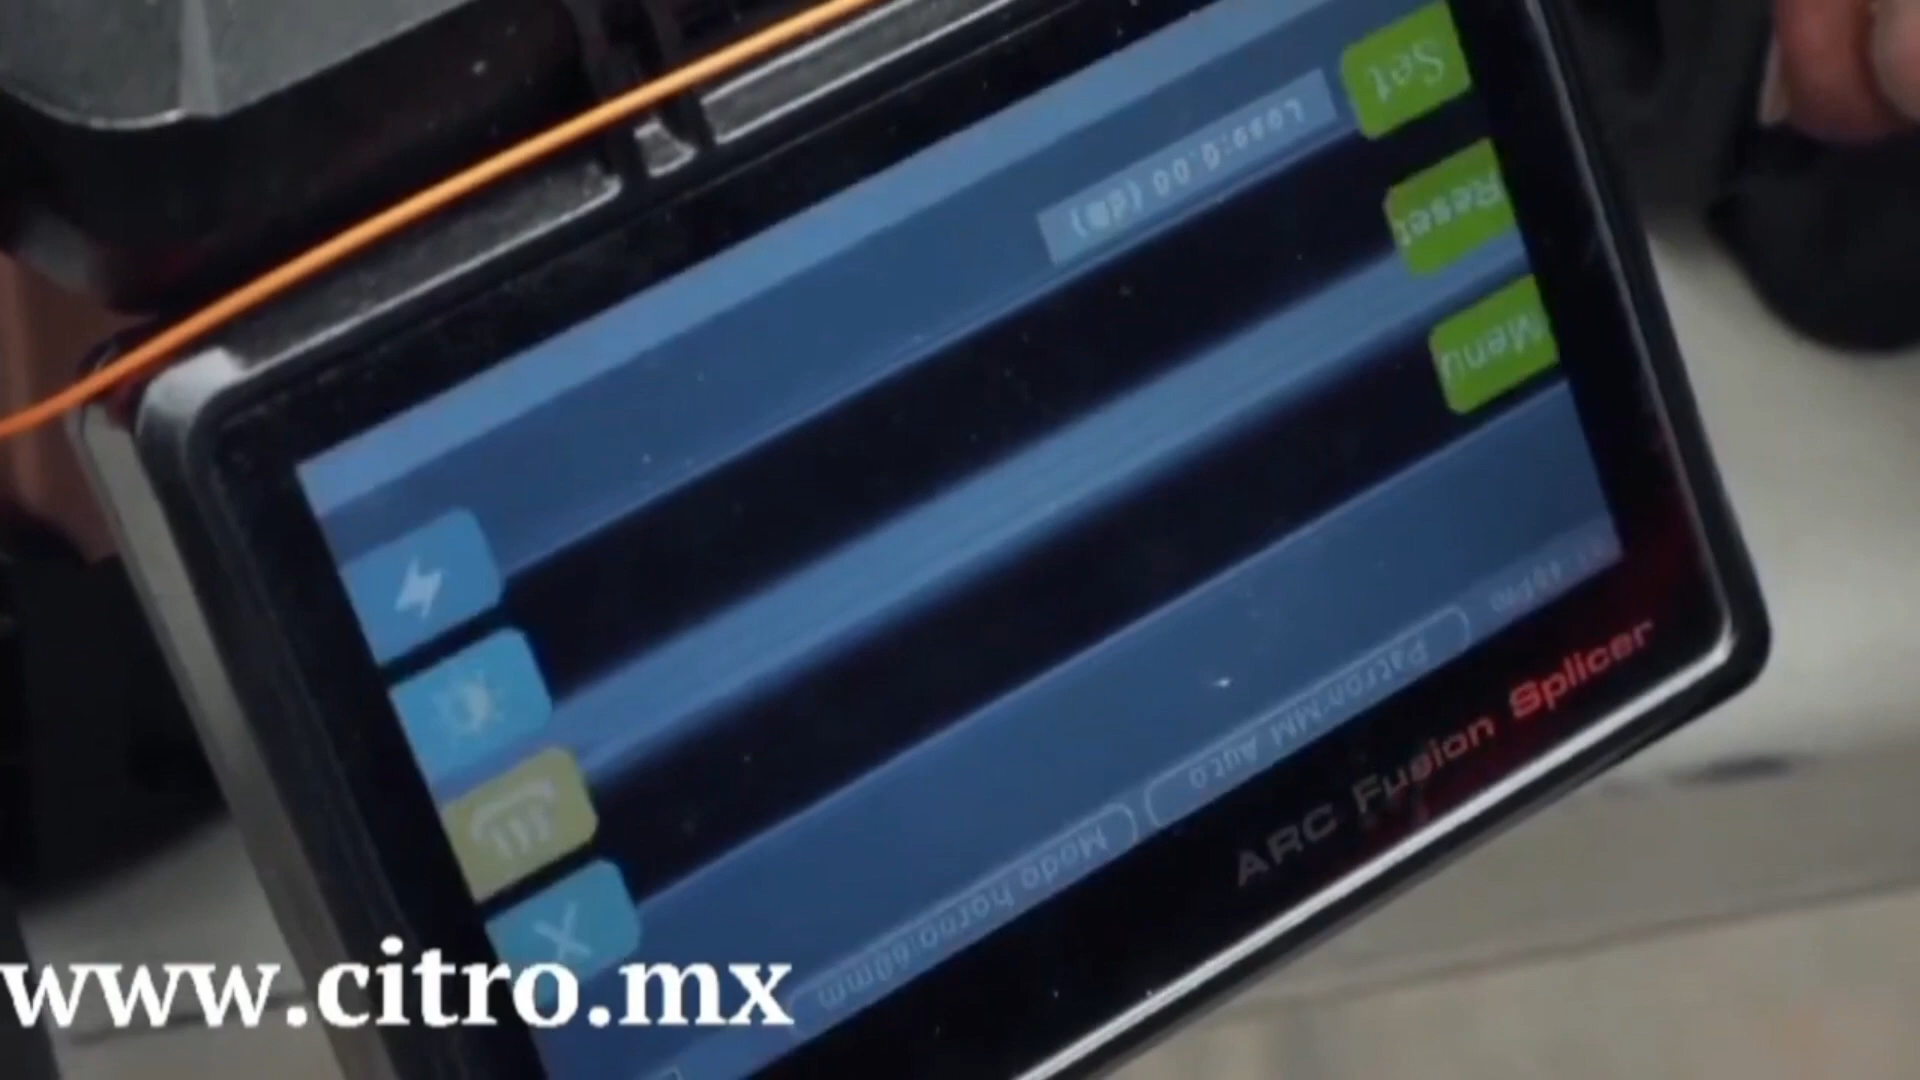 Set
Loss:0.00(dB)
Reset
Menu
Patron:MM Auto
Modo horno:60mm
ARC Fusion Splicer
www.citro.mx